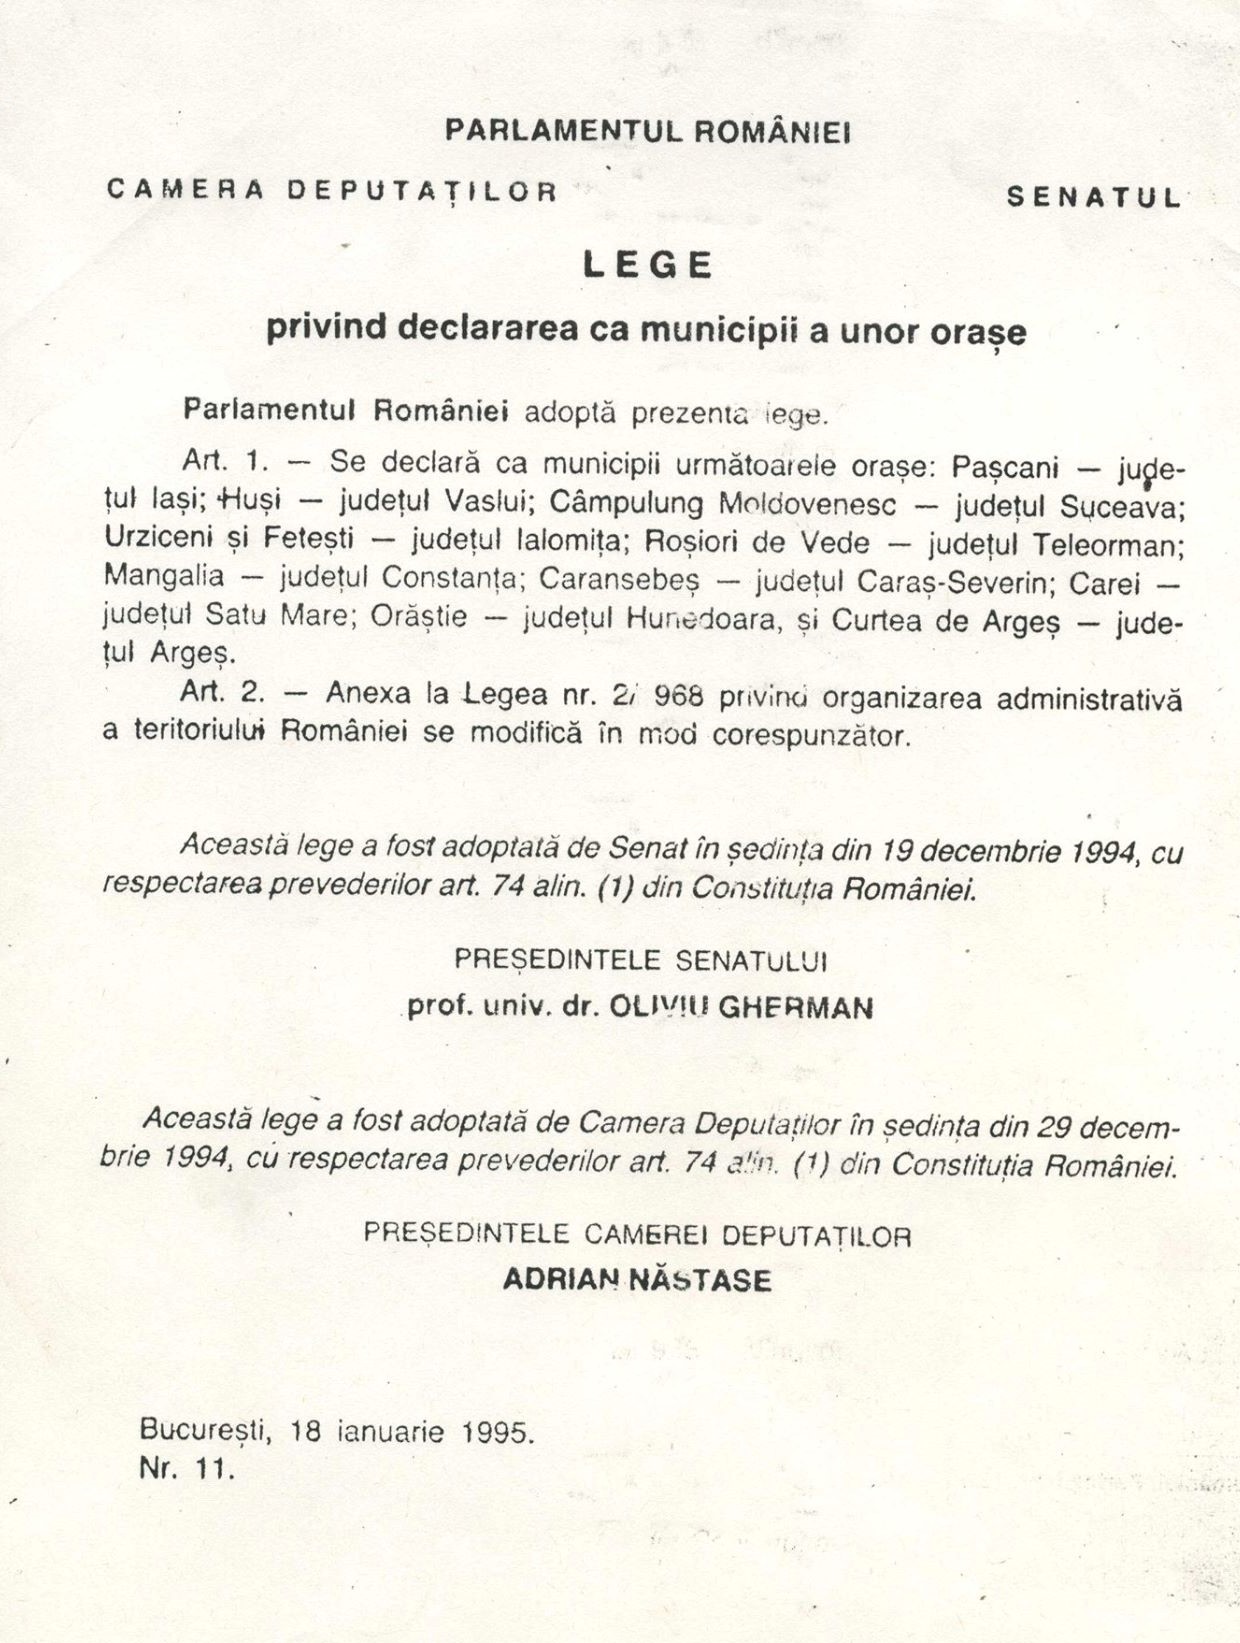 PARLAMENTUL ROMÂNIEI
CAMERA DEPUTAȚILOR SENATUL
LEGE
privind declararea ca municipii a unor orașe
Parlamentul României adoptă prezenta lege.
Art. 1. — Se declară ca municipii următoarele orașe: Pașcani — jude-
țul Iași; Huși — județul Vaslui; Câmpulung Moldovenesc — județul Suceava;
Urziceni și Fetești — județul Ialomița; Roșiori de Vede — județul Teleorman;
Mangalia — județul Constanța; Caransebeș — județul Caraș-Severin; Carei —
județul Satu Mare; Orăștie — județul Hunedoara, și Curtea de Argeș — jude-
țul Argeș.
Art. 2. — Anexa la Legea nr. 2/ 968 privind organizarea administrativă
a teritoriului României se modifică în mod corespunzător.
Această lege a fost adoptată de Senat în ședința din 19 decembrie 1994, cu
respectarea prevederilor art. 74 alin. (1) din Constituția României.
PREȘEDINTELE SENATULUI
prof. univ. dr. OLIVIU GHERMAN
Această lege a fost adoptată de Camera Deputaților în ședința din 29 decem-
brie 1994, cu respectarea prevederilor art. 74 alin. (1) din Constituția României.
PREȘEDINTELE CAMEREI DEPUTAȚILOR
ADRIAN NĂSTASE
București, 18 ianuarie 1995.
Nr. 11.